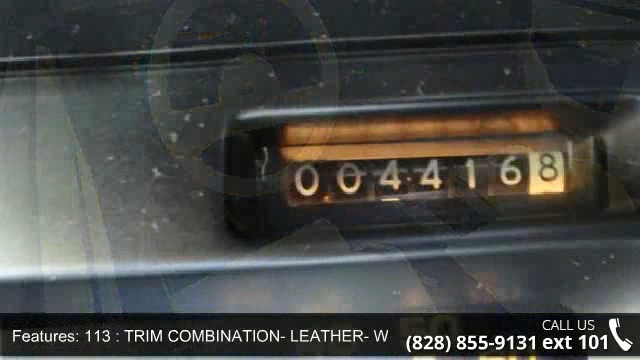 0044168
Features: 113 : TRIM COMBINATION- LEATHER- W
CALL US
(828) 855-9131 ext 101